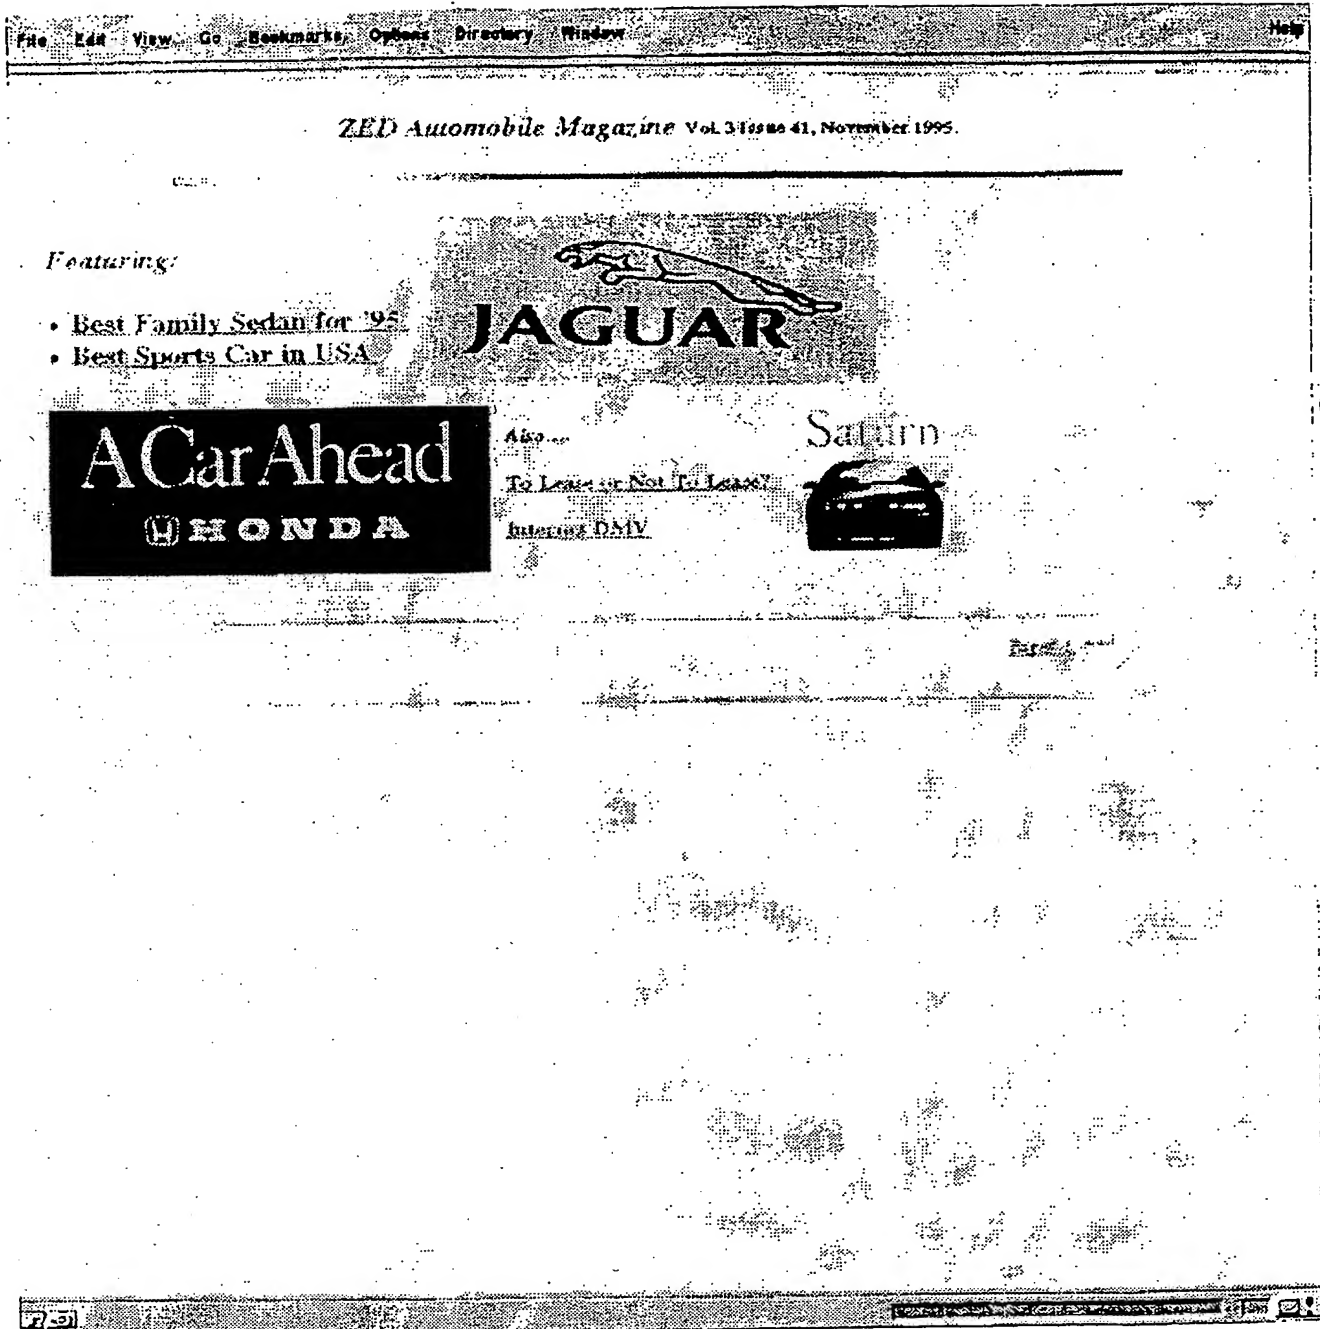 File Edit View Go Bookmarks Options Directory Window Help
ZED Automobile Magazine Vol. 3 Issue 41, November 1995.
Featuring:
• Best Family Sedan for '95
• Best Sports Car in USA
JAGUAR
A Car Ahead
HONDA
Also...
To Lease or Not To Lease?
Internet DMV
Saturn